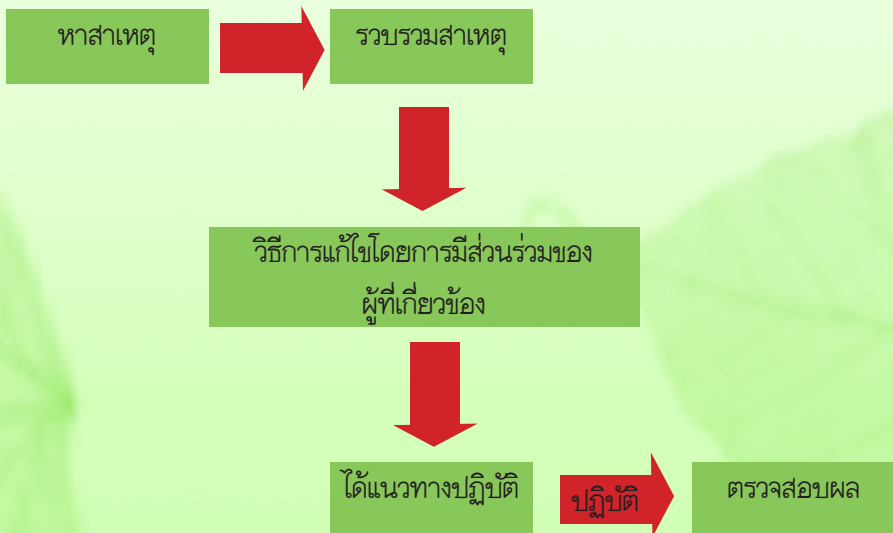 หาสาเหตุ
รวบรวมสาเหตุ
วิธีการแก้ไขโดยการมีส่วนร่วมของ
ผู้ที่เกี่ยวข้อง
ได้แนวทางปฏิบัติ
ปฏิบัติ
ตรวจสอบผล